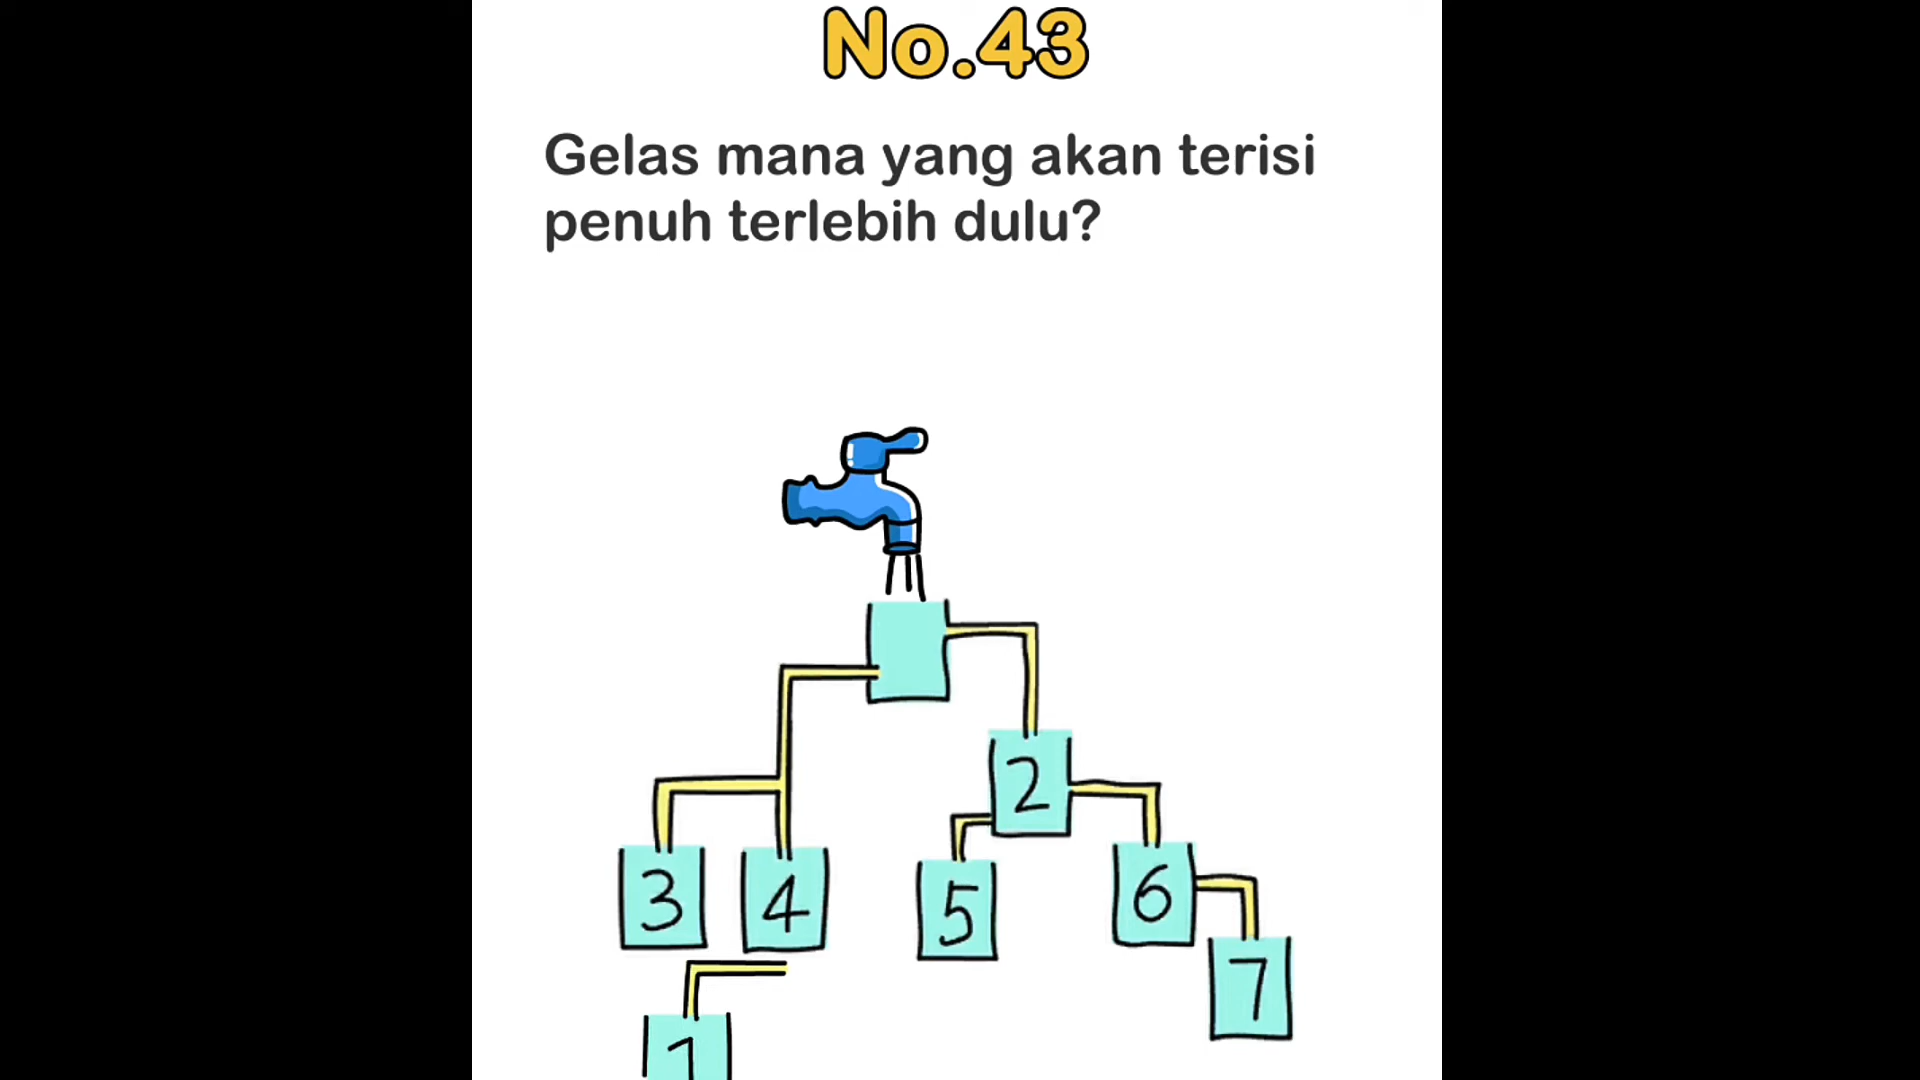 No.43
Gelas mana yang akan terisi
penuh terlebih dulu?
2
3
4
5
6
7
1